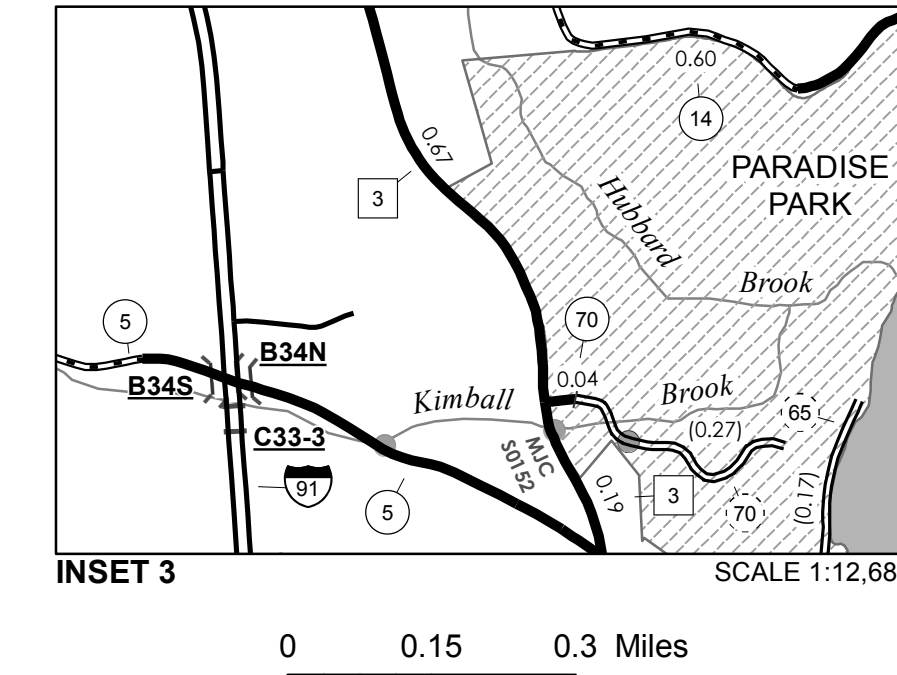 0.60
14
PARADISE
PARK
0.67
3
Hubbard
Brook
5
70
B34N
B34S
0.04
Kimball
Brook
65
(0.27)
C33-3
MJC
S0152
91
5
0.19
3
70
(0.17)
INSET 3
SCALE 1:12,68
0 0.15 0.3 Miles